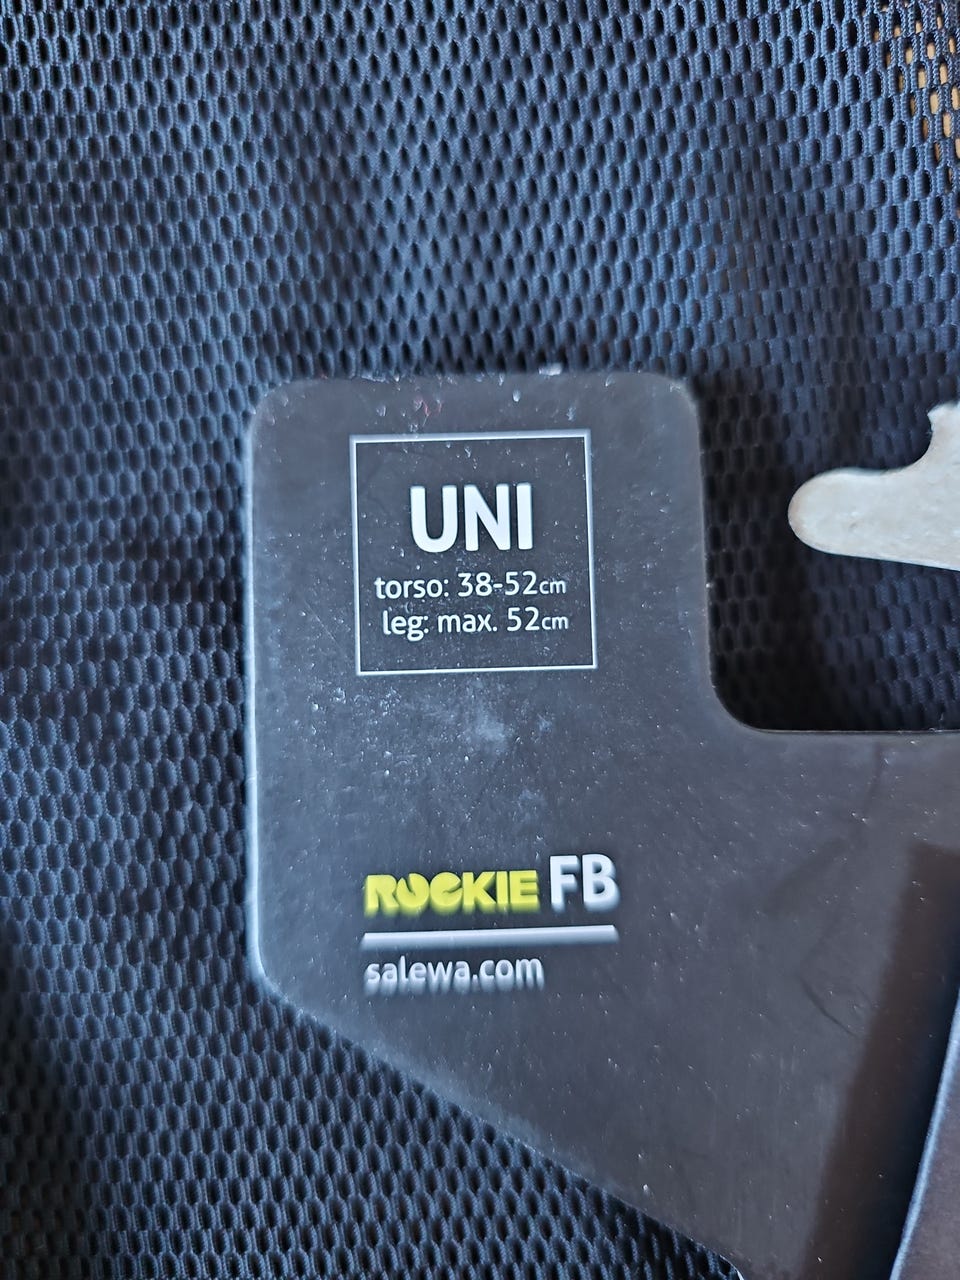 UNI
torso: 38-52cm
leg: max. 52cm
ROCKIE FB
salewa.com